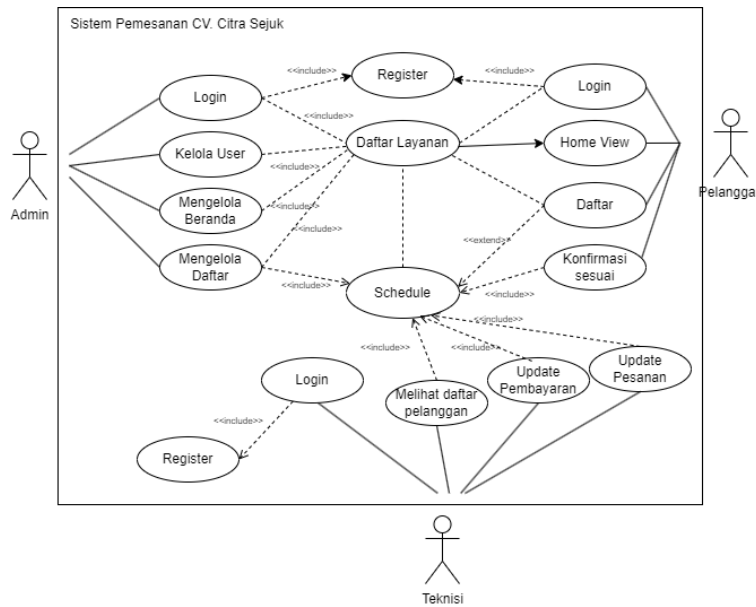 Sistem Pemesanan CV. Citra Sejuk
Login
<<include>>
Register
<<include>>
Login
<<include>>
Kelola User
Daftar Layanan
Home View
Admin
<<include>>
Pelangga
Mengelola
Beranda
<<include>>
Daftar
Mengelola
Daftar
<<include>>
<<extend>>
Konfirmasi
sesuai
<<include>>
Schedule
<<include>>
Login
<<include>>
<<include>>
Update
Pembayaran
Update
Pesanan
Melihat daftar
pelanggan
<<include>>
Register
Teknisi